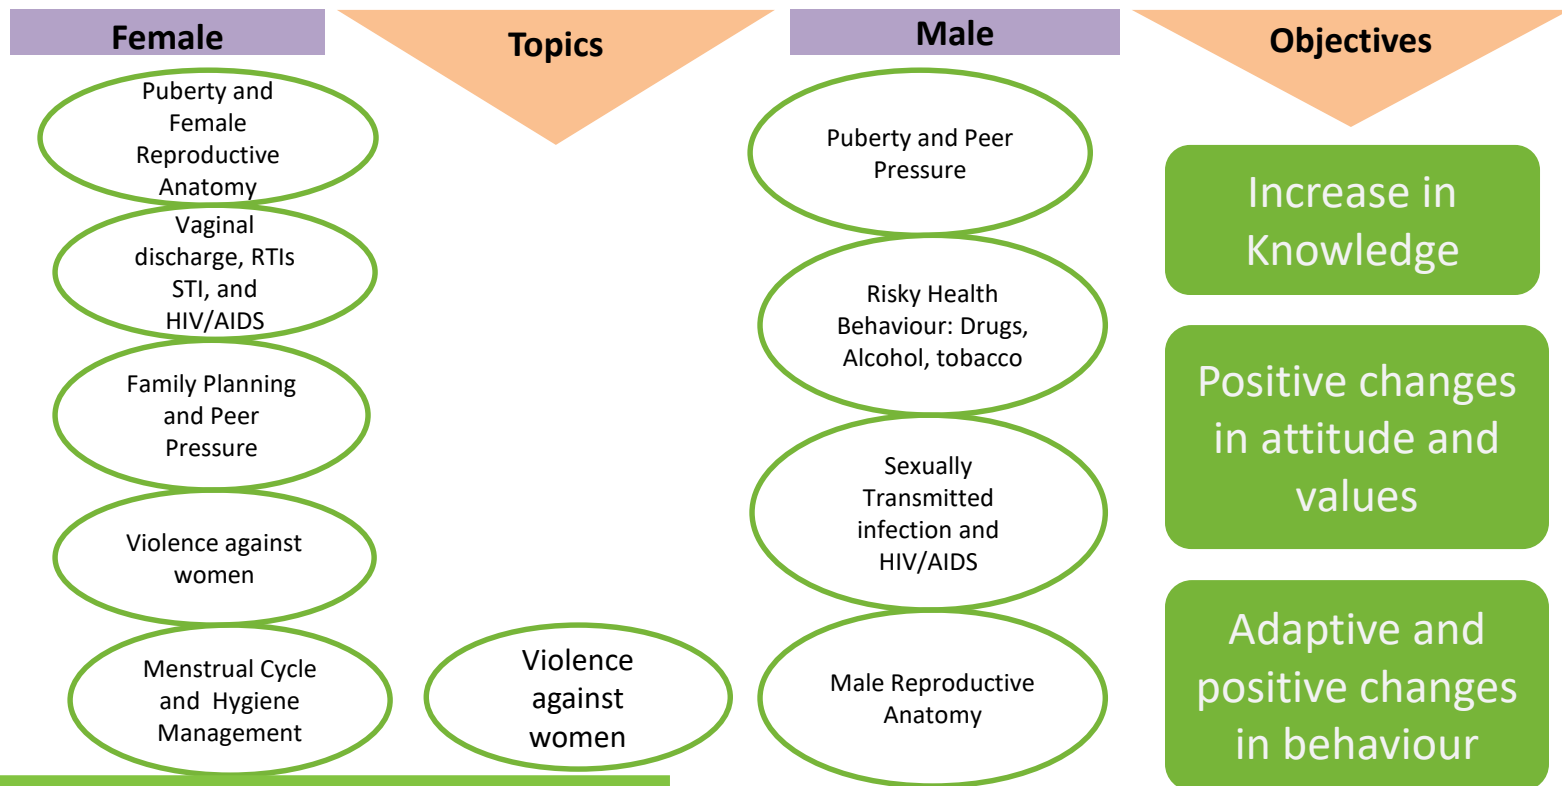 Female
Puberty and
Female
Reproductive
Anatomy
Vaginal
discharge, RTIs
STI, and
HIV/AIDS
Family Planning
and Peer
Pressure
Violence against
women
Menstrual Cycle
and Hygiene
Management
Topics
Violence
against
women
Male
Puberty and Peer
Pressure
Risky Health
Behaviour: Drugs,
Alcohol, tobacco
Sexually
Transmitted
infection and
HIV/AIDS
Male Reproductive
Anatomy
Objectives
Increase in
Knowledge
Positive changes
in attitude and
values
Adaptive and
positive changes
in behaviour